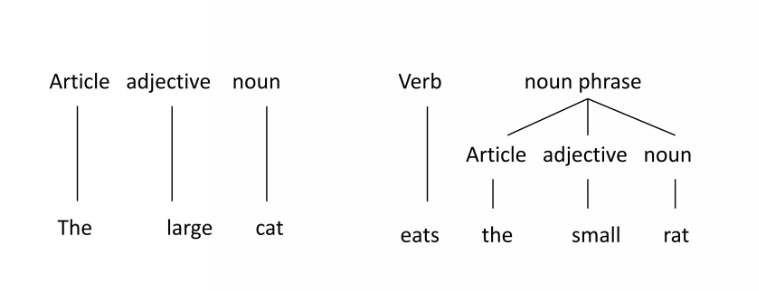 Article adjective noun Verb noun phrase
Article adjective noun
The large cat eats the small rat